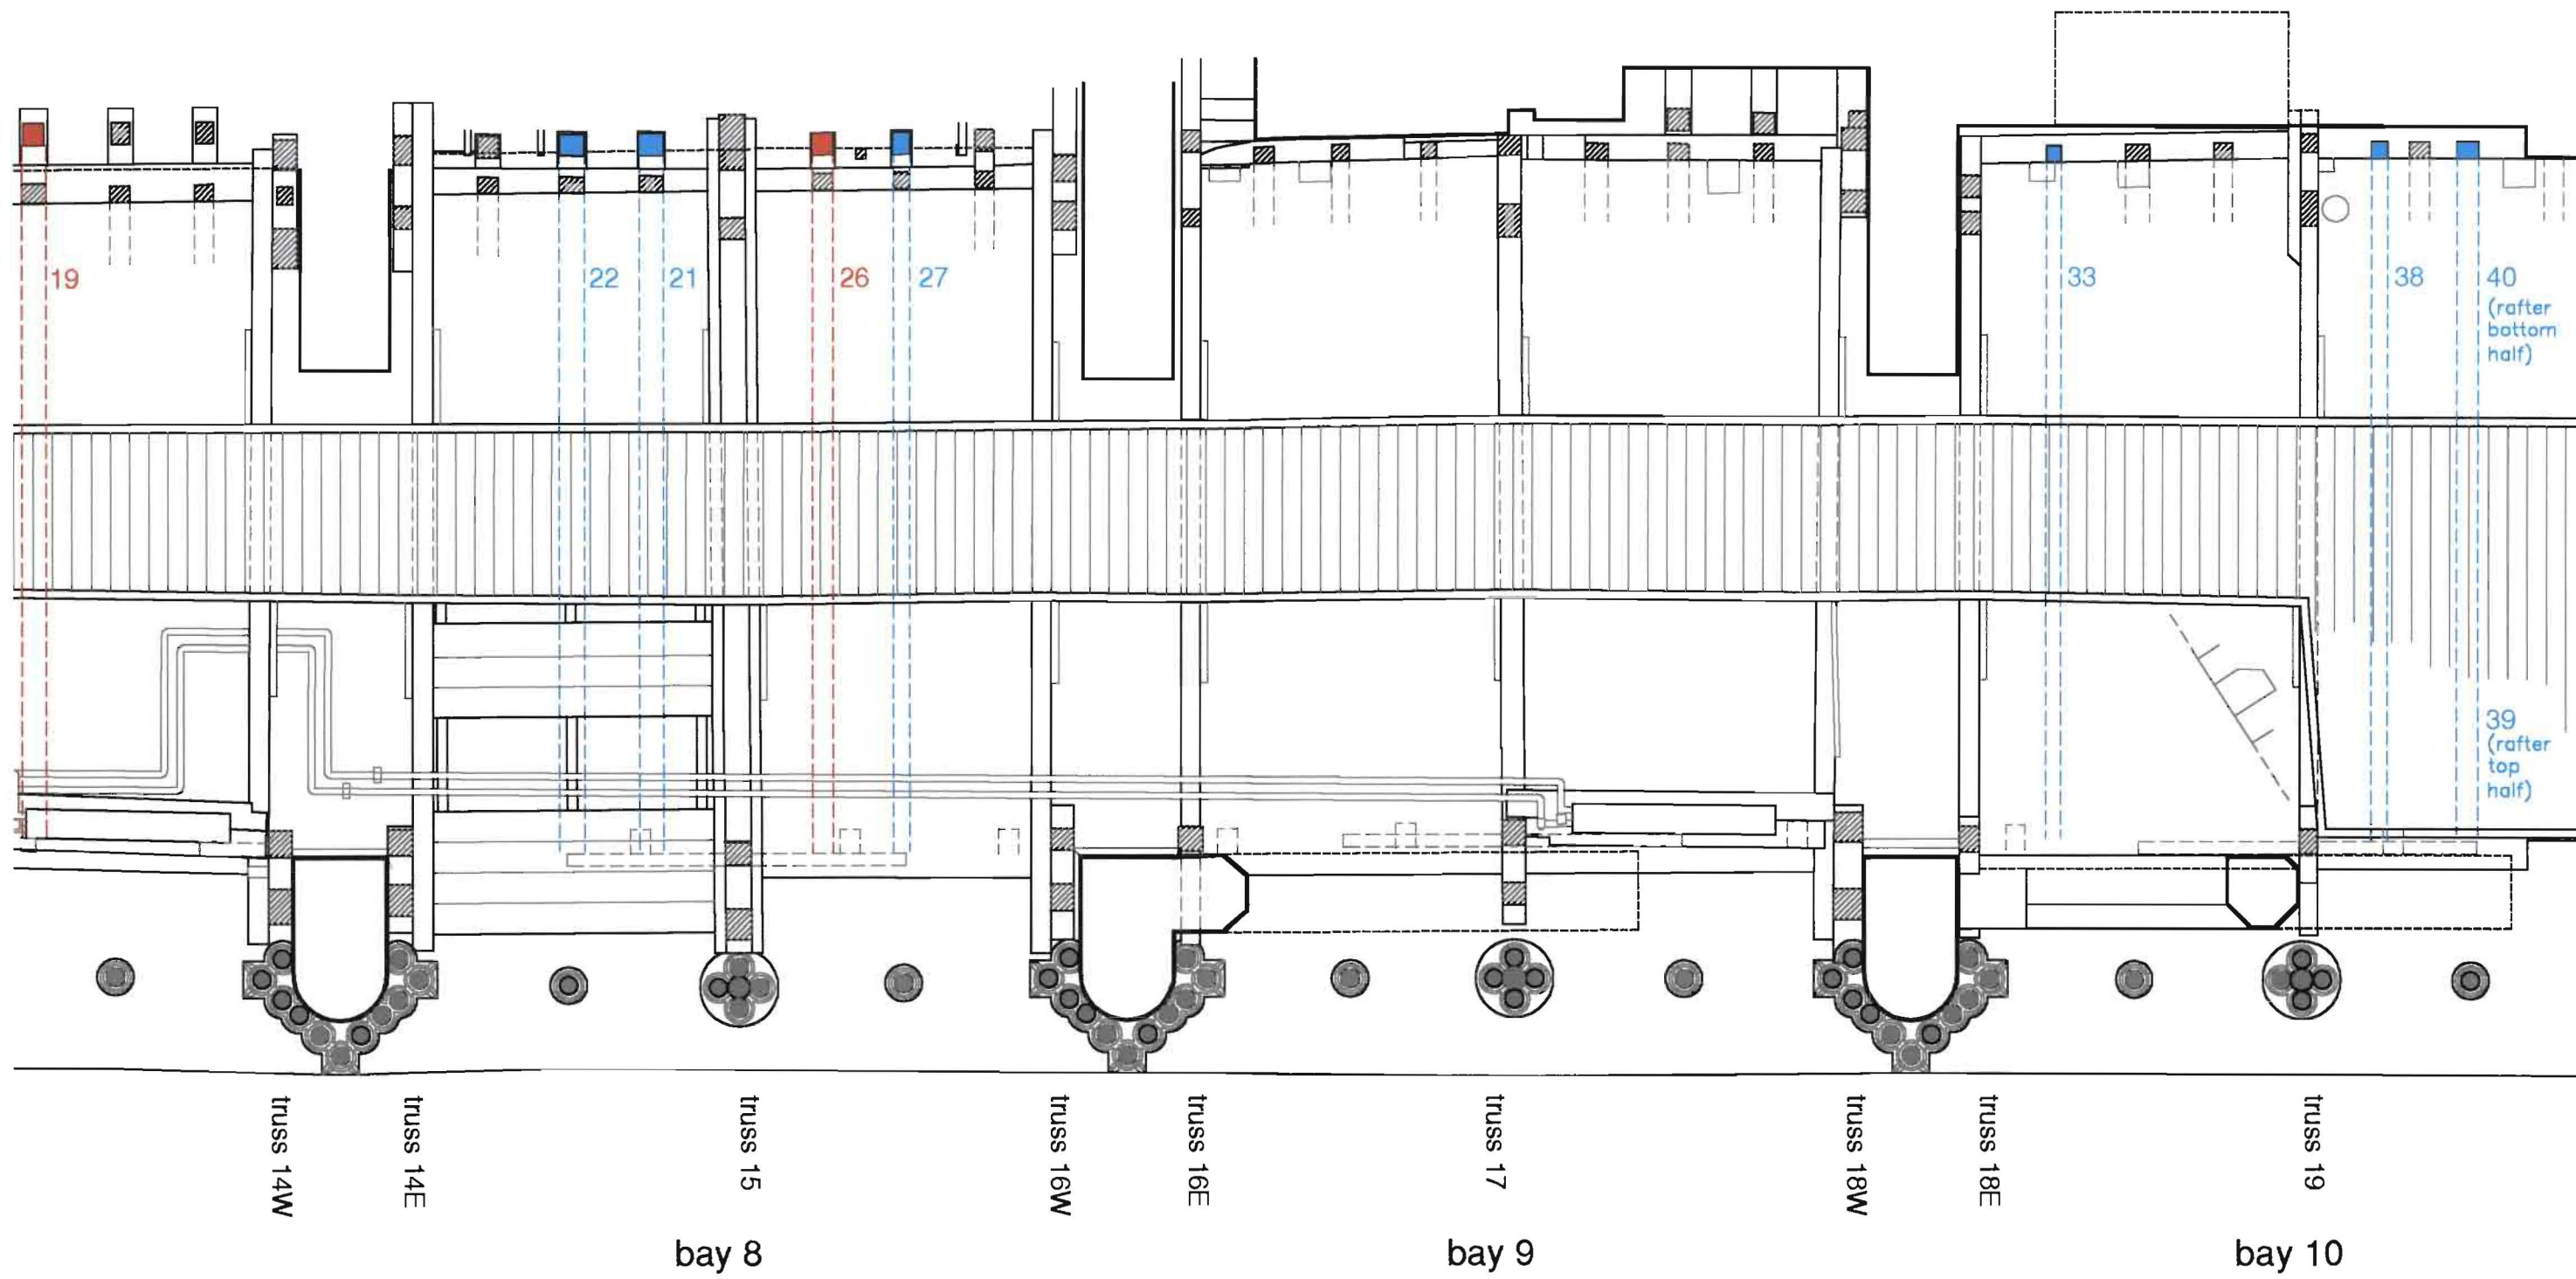 19
22
21
26
27
33
38
40
(rafter
bottom
half)
39
(rafter
top
half)
truss 14W
truss 14E
truss 15
truss 16W
truss 16E
truss 17
truss 18W
truss 18E
truss 19
bay 8
bay 9
bay 10